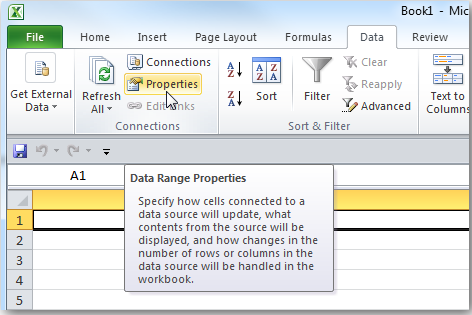 Book1 - Mic
File Home Insert Page Layout Formulas Data Review
Get External Data
Refresh All
Connections
Properties
Edit Links
Connections
A Z
Z A
Sort
Filter
Clear
Reapply
Advanced
Sort & Filter
Text to Columns
A1
Data Range Properties
Specify how cells connected to a
data source will update, what
contents from the source will be
displayed, and how changes in the
number of rows or columns in the
data source will be handled in the
workbook.
1
2
3
4
5